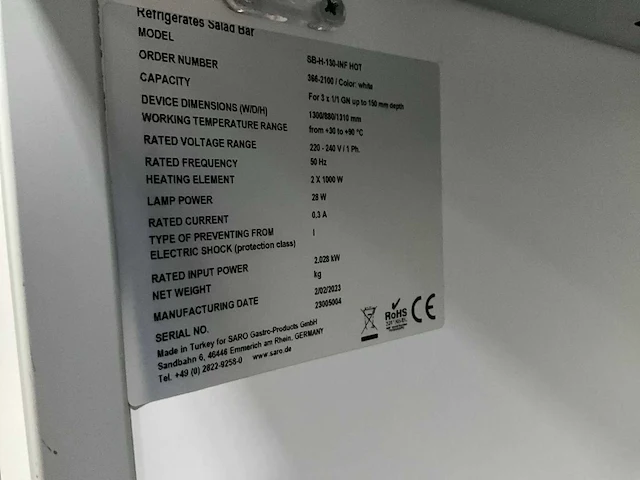 Refrigerates Salad Bar
MODEL SB-H-130-INF HOT
ORDER NUMBER 366-2100 / Color: white
CAPACITY For 3 x 1/1 GN up to 150 mm depth
DEVICE DIMENSIONS (W/D/H) 1300/880/1310 mm
WORKING TEMPERATURE RANGE from +30 to +90 °C
RATED VOLTAGE RANGE 220 - 240 V / 1 Ph.
RATED FREQUENCY 50 Hz
HEATING ELEMENT 2 X 1000 W
LAMP POWER 28 W
RATED CURRENT 0,3 A
TYPE OF PREVENTING FROM I
ELECTRIC SHOCK (protection class)
RATED INPUT POWER 2,028 kW
NET WEIGHT kg
MANUFACTURING DATE 2/02/2023
SERIAL NO. 23005004
Made in Turkey for SARO Gastro-Products GmbH
Sandbahn 6, 46446 Emmerich am Rhein, GERMANY
Tel. +49 (0) 2822-9258-0 www.saro.de
RoHS
CE